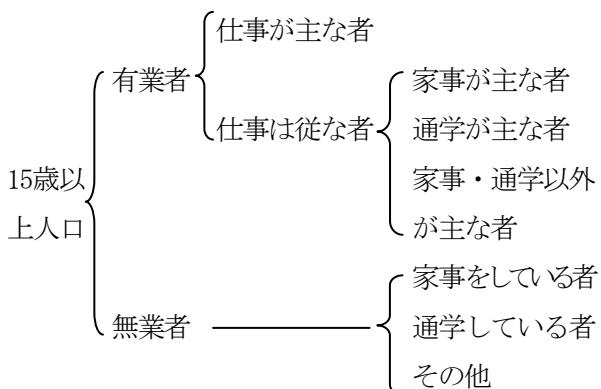 仕事が主な者
有業者
家事が主な者
仕事は従な者
通学が主な者
15歳以
上人口
家事・通学以外
が主な者
家事をしている者
無業者
通学している者
その他